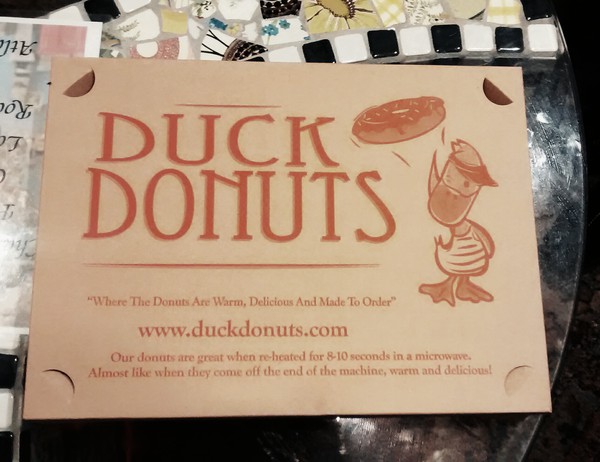 DUCK
DONUTS
"Where The Donuts Are Warm, Delicious And Made To Order"
www.duckdonuts.com
Our donuts are great when re-heated for 8-10 seconds in a microwave.
Almost like when they come off the end of the machine, warm and delicious!